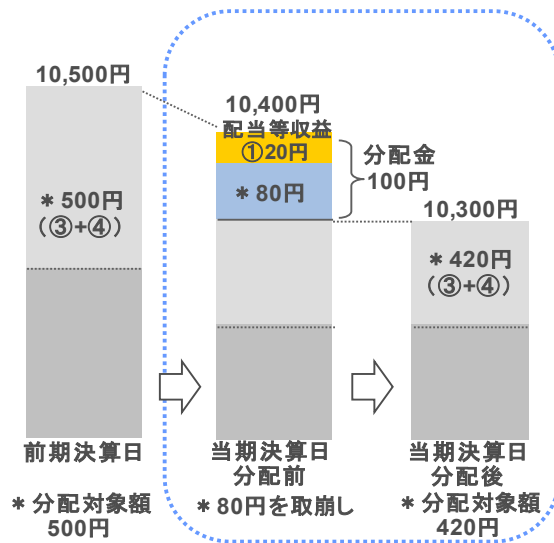 10,500円
＊500円
（③+④）
前期決算日
＊分配対象額
500円
10,400円
配当等収益
①20円
＊80円
分配金
100円
当期決算日
分配前
＊80円を取崩し
10,300円
＊420円
（③+④）
当期決算日
分配後
＊分配対象額
420円